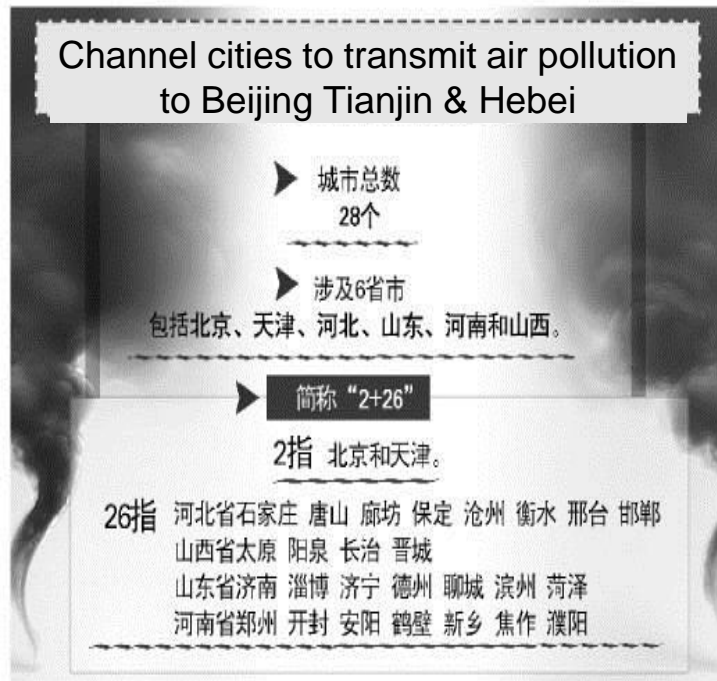 Channel cities to transmit air pollution
to Beijing Tianjin & Hebei
城市总数
28个
涉及6省市
包括北京、天津、河北、山东、河南和山西。
简称“2+26”
2指 北京和天津。
26指 河北省石家庄 唐山 廊坊 保定 沧州 衡水 邢台 邯郸
山西省太原 阳泉 长治 晋城
山东省济南 淄博 济宁 德州 聊城 滨州 菏泽
河南省郑州 开封 安阳 鹤壁 新乡 焦作 濮阳